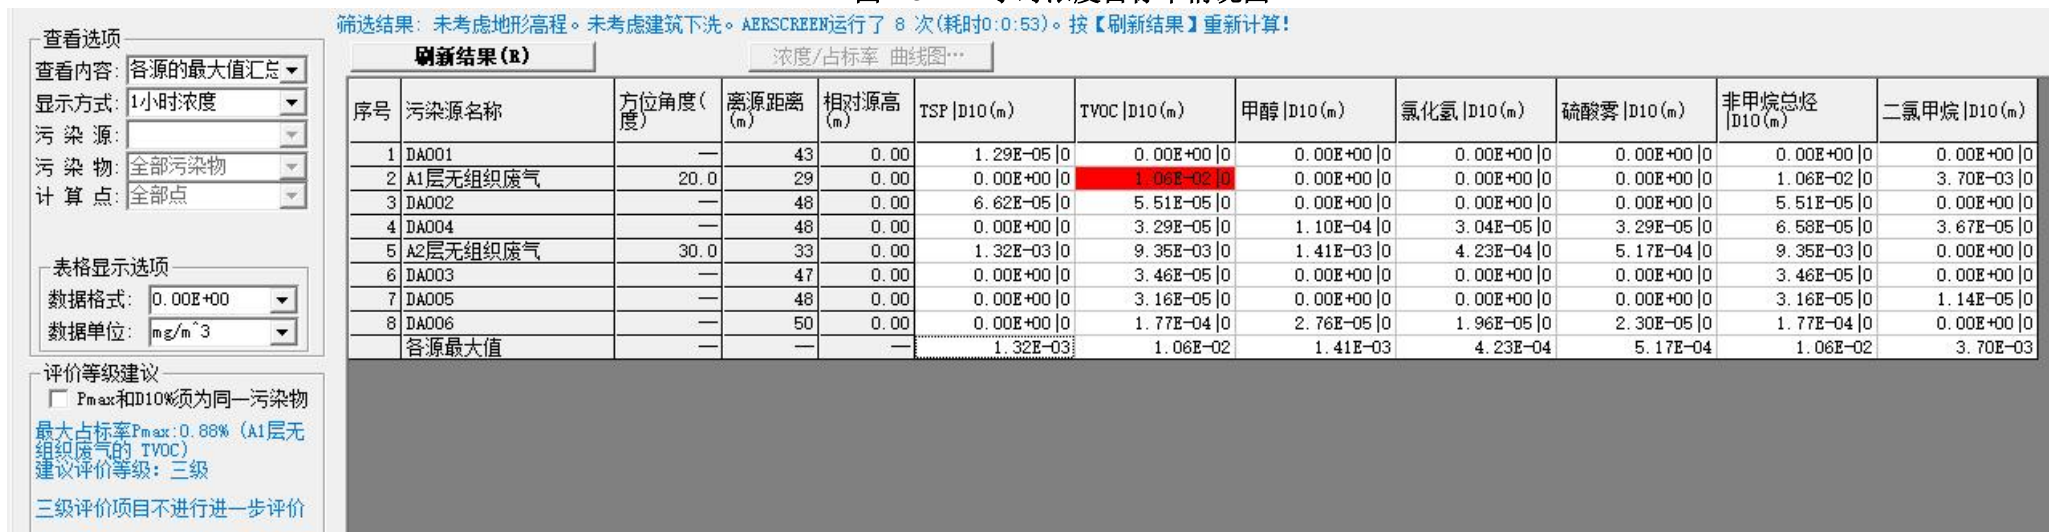 筛选结果: 未考虑地形高程。未考虑建筑下洗。AERSCREEN运行了 8 次(耗时0:0:53)。按【刷新结果】重新计算!
查看选项
查看内容: 各源的最大值汇总
显示方式: 1小时浓度
污 染 源:
污 染 物: 全部污染物
计 算 点: 全部点
表格显示选项
数据格式: 0.00E+00
数据单位: mg/m^3
评价等级建议
Pmax和D10%须为同一污染物
最大占标率Pmax:0.88% (A1层无
组织废气的 TVOC)
建议评价等级: 三级
三级评价项目不进行进一步评价
刷新结果(R) 浓度/占标率 曲线图…
序号 污染源名称 方位角度(度) 离源距离(m) 相对源高(m) TSP|D10(m) TVOC|D10(m) 甲醇|D10(m) 氯化氢|D10(m) 硫酸雾|D10(m) 非甲烷总烃|D10(m) 二氯甲烷|D10(m)
1 DA001 — 43 0.00 1.29E-05|0 0.00E+00|0 0.00E+00|0 0.00E+00|0 0.00E+00|0 0.00E+00|0 0.00E+00|0
2 A1层无组织废气 20.0 29 0.00 0.00E+00|0 1.06E-02|0 0.00E+00|0 0.00E+00|0 0.00E+00|0 1.06E-02|0 3.70E-03|0
3 DA002 — 48 0.00 6.62E-05|0 5.51E-05|0 0.00E+00|0 0.00E+00|0 0.00E+00|0 5.51E-05|0 0.00E+00|0
4 DA004 — 48 0.00 0.00E+00|0 3.29E-05|0 1.10E-04|0 3.04E-05|0 3.29E-05|0 6.58E-05|0 3.67E-05|0
5 A2层无组织废气 30.0 33 0.00 1.32E-03|0 9.35E-03|0 1.41E-03|0 4.23E-04|0 5.17E-04|0 9.35E-03|0 0.00E+00|0
6 DA003 — 47 0.00 0.00E+00|0 3.46E-05|0 0.00E+00|0 0.00E+00|0 0.00E+00|0 3.46E-05|0 0.00E+00|0
7 DA005 — 48 0.00 0.00E+00|0 3.16E-05|0 0.00E+00|0 0.00E+00|0 0.00E+00|0 3.16E-05|0 1.14E-05|0
8 DA006 — 50 0.00 0.00E+00|0 1.77E-04|0 2.76E-05|0 1.96E-05|0 2.30E-05|0 1.77E-04|0 0.00E+00|0
各源最大值 — — — 1.32E-03 1.06E-02 1.41E-03 4.23E-04 5.17E-04 1.06E-02 3.70E-03